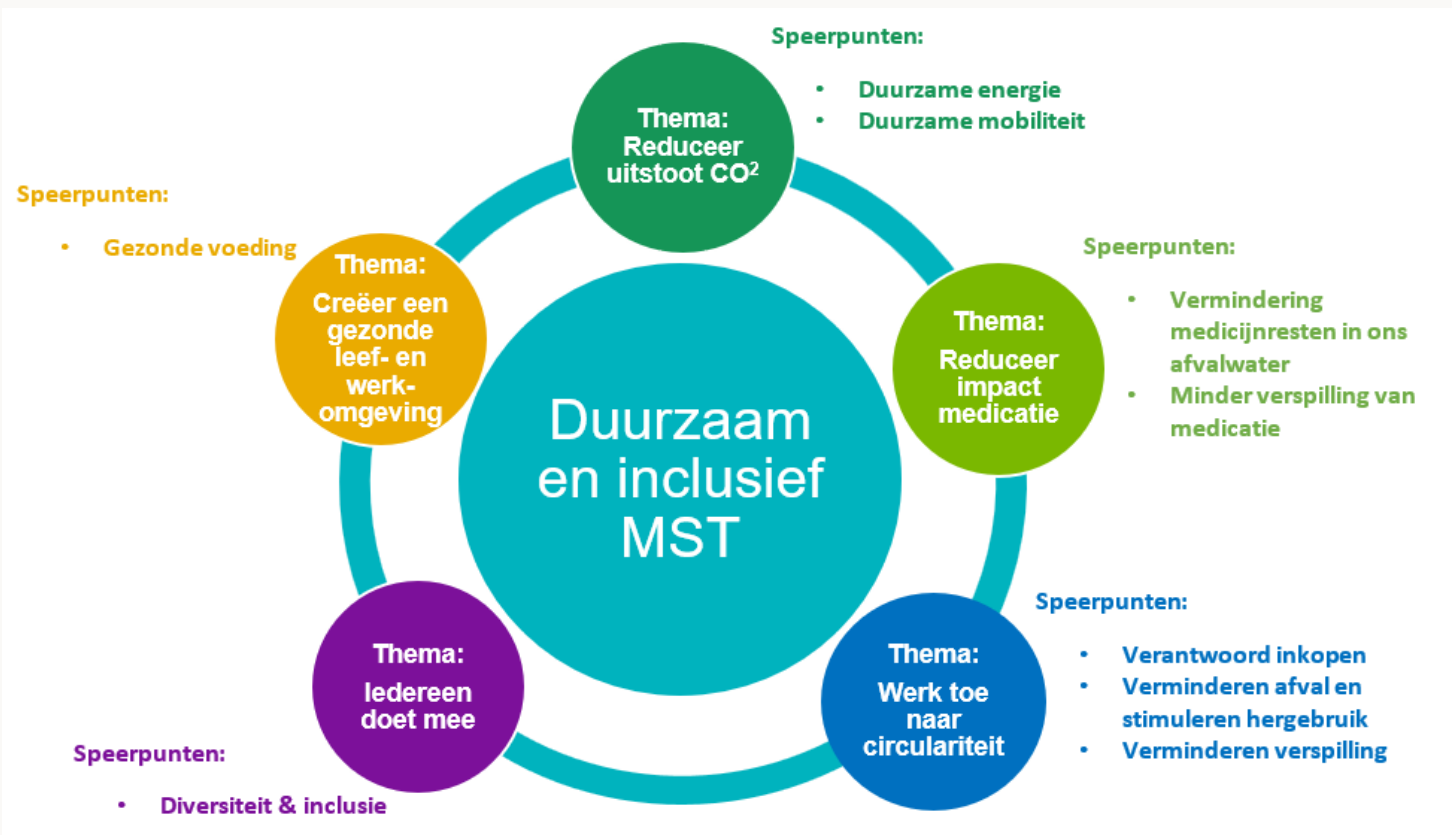 Speerpunten:
• Duurzame energie
• Duurzame mobiliteit
Thema:
Reduceer
uitstoot CO²
Speerpunten:
• Vermindering
medicijnresten in ons
afvalwater
• Minder verspilling van
medicatie
Thema:
Reduceer
impact
medicatie
Speerpunten:
• Verantwoord inkopen
• Verminderen afval en
stimuleren hergebruik
• Verminderen verspilling
Thema:
Werk toe
naar
circulariteit
Speerpunten:
• Diversiteit & inclusie
Thema:
Iedereen
doet mee
Speerpunten:
• Gezonde voeding
Thema:
Creëer een
gezonde
leef- en
werk-
omgeving
Duurzaam
en inclusief
MST